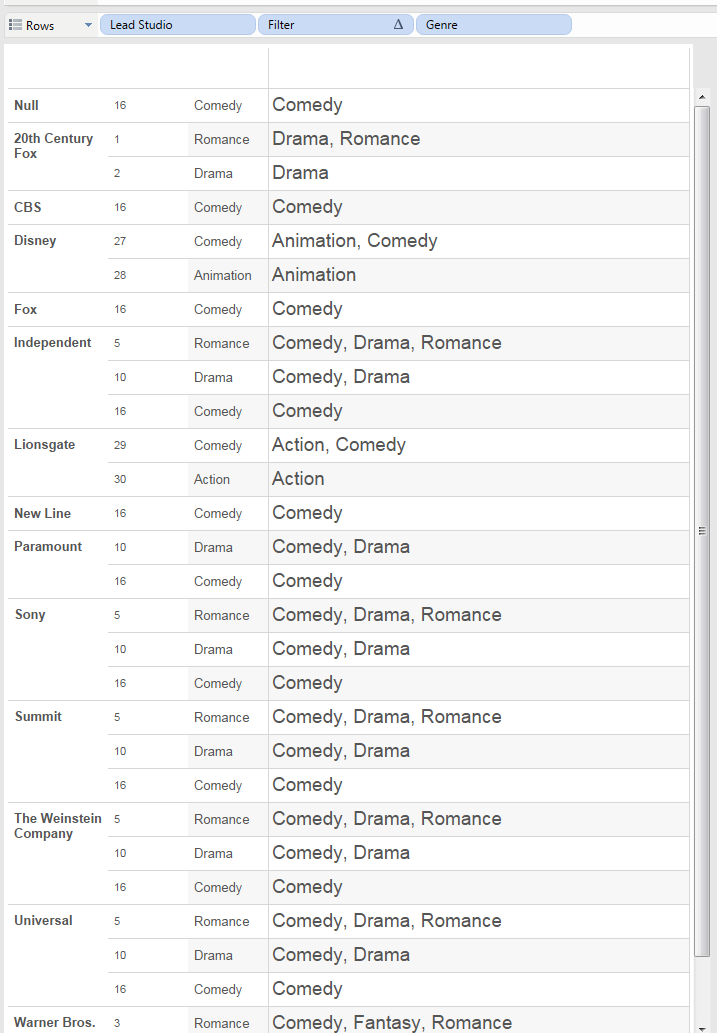 Rows Lead Studio Filter Δ Genre
Null 16 Comedy Comedy
20th Century Fox 1 Romance Drama, Romance
2 Drama Drama
CBS 16 Comedy Comedy
Disney 27 Comedy Animation, Comedy
28 Animation Animation
Fox 16 Comedy Comedy
Independent 5 Romance Comedy, Drama, Romance
10 Drama Comedy, Drama
16 Comedy Comedy
Lionsgate 29 Comedy Action, Comedy
30 Action Action
New Line 16 Comedy Comedy
Paramount 10 Drama Comedy, Drama
16 Comedy Comedy
Sony 5 Romance Comedy, Drama, Romance
10 Drama Comedy, Drama
16 Comedy Comedy
Summit 5 Romance Comedy, Drama, Romance
10 Drama Comedy, Drama
16 Comedy Comedy
The Weinstein Company 5 Romance Comedy, Drama, Romance
10 Drama Comedy, Drama
16 Comedy Comedy
Universal 5 Romance Comedy, Drama, Romance
10 Drama Comedy, Drama
16 Comedy Comedy
Warner Bros. 3 Romance Comedy, Fantasy, Romance